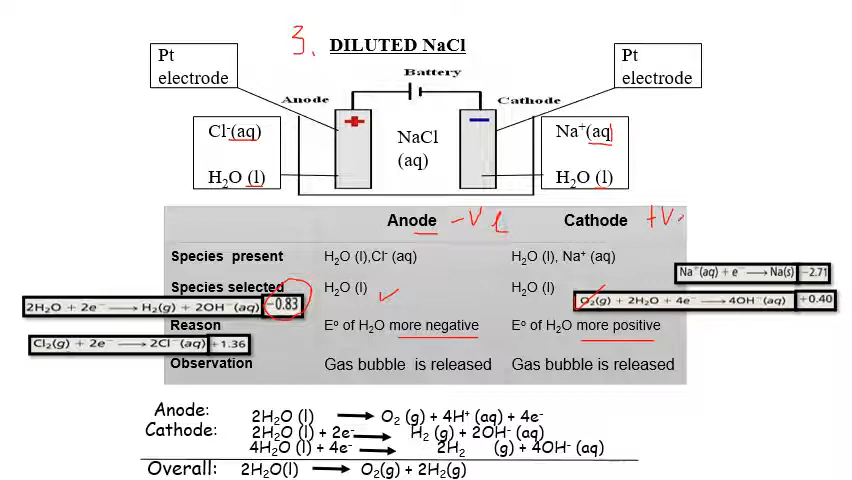 3. DILUTED NaCl
Pt
electrode
Pt
electrode
Battery
Anode
Cathode
Cl⁻(aq)
H₂O (l)
+
NaCl
(aq)
−
Na⁺(aq)
H₂O (l)
Anode -ve
Cathode +ve
Species present H₂O (l),Cl⁻ (aq) H₂O (l), Na⁺ (aq)
Na⁺(aq) + e⁻ ⟶ Na(s) −2.71
Species selected H₂O (l) H₂O (l)
2H₂O + 2e⁻ ⟶ H₂(g) + 2OH⁻(aq) −0.83
O₂(g) + 2H₂O + 4e⁻ ⟶ 4OH⁻(aq) +0.40
Reason E° of H₂O more negative E° of H₂O more positive
Cl₂(g) + 2e⁻ ⟶ 2Cl⁻(aq) +1.36
Observation Gas bubble is released Gas bubble is released
Anode: 2H₂O (l) ⟶ O₂ (g) + 4H⁺ (aq) + 4e⁻
Cathode: 2H₂O (l) + 2e⁻ ⟶ H₂ (g) + 2OH⁻ (aq)
4H₂O (l) + 4e⁻ ⟶ 2H₂ (g) + 4OH⁻ (aq)
Overall: 2H₂O(l) ⟶ O₂(g) + 2H₂(g)